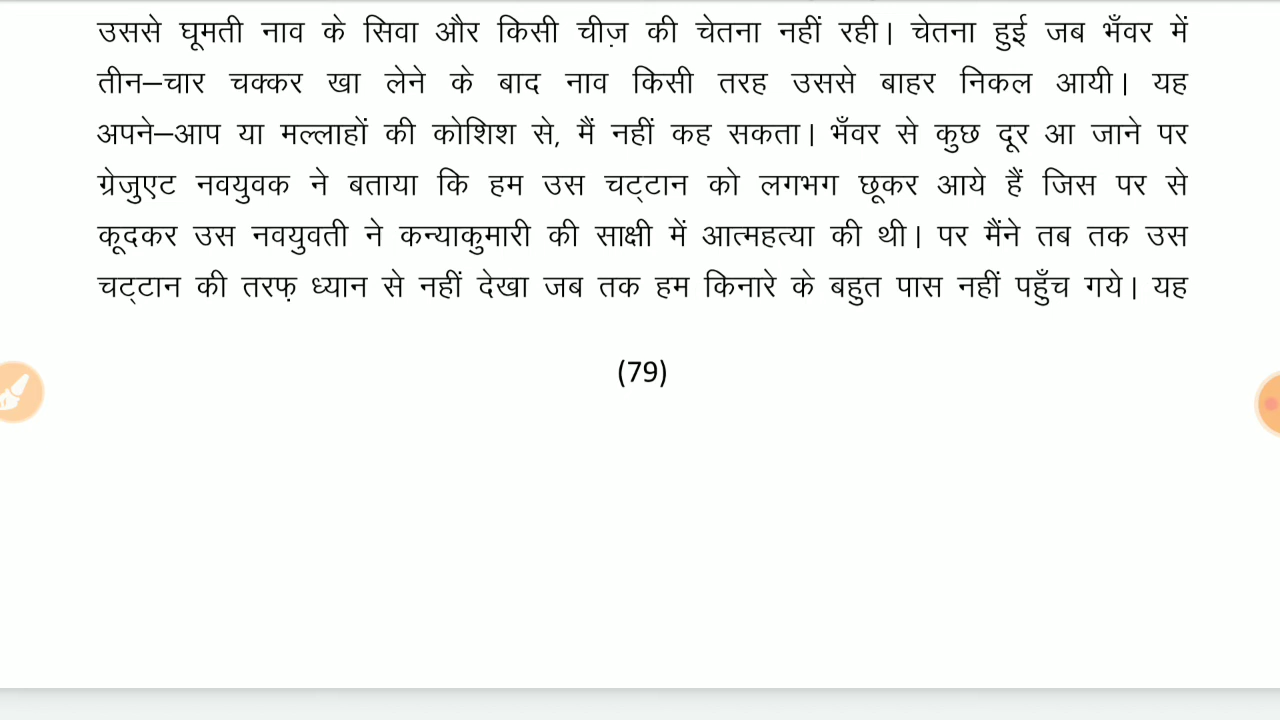 उससे घूमती नाव के सिवा और किसी चीज़ की चेतना नहीं रही। चेतना हुई जब भँवर में
तीन–चार चक्कर खा लेने के बाद नाव किसी तरह उससे बाहर निकल आयी। यह
अपने–आप या मल्लाहों की कोशिश से, मैं नहीं कह सकता। भँवर से कुछ दूर आ जाने पर
ग्रेजुएट नवयुवक ने बताया कि हम उस चट्टान को लगभग छूकर आये हैं जिस पर से
कूदकर उस नवयुवती ने कन्याकुमारी की साक्षी में आत्महत्या की थी। पर मैंने तब तक उस
चट्टान की तरफ़ ध्यान से नहीं देखा जब तक हम किनारे के बहुत पास नहीं पहुँच गये। यह
(79)